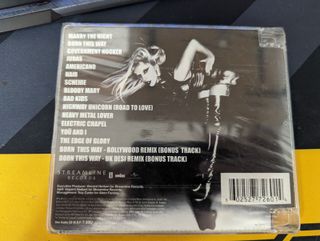 MARRY THE NIGHT
BORN THIS WAY
GOVERNMENT HOOKER
JUDAS
AMERICANO
HAIR
SCHEIßE
BLOODY MARY
BAD KIDS
HIGHWAY UNICORN (ROAD TO LOVE)
HEAVY METAL LOVER
ELECTRIC CHAPEL
YOÜ AND I
THE EDGE OF GLORY
BORN THIS WAY - BOLLYWOOD REMIX (BONUS TRACK)
BORN THIS WAY - UK DESI REMIX (BONUS TRACK)
STREAMLINE
RECORDS